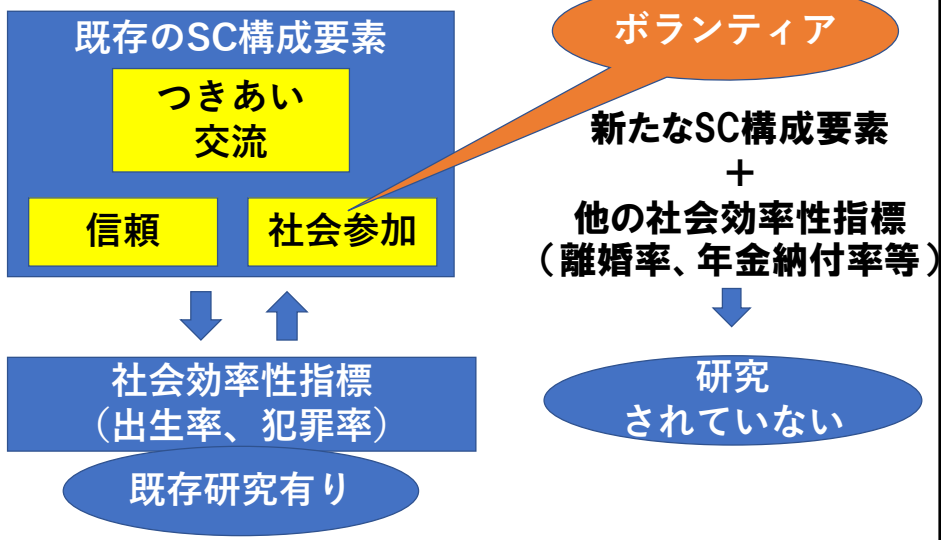 既存のSC構成要素
つきあい
交流
信頼
社会参加
社会効率性指標
（出生率、犯罪率）
既存研究有り
ボランティア
新たなSC構成要素
＋
他の社会効率性指標
（離婚率、年金納付率等）
研究
されていない